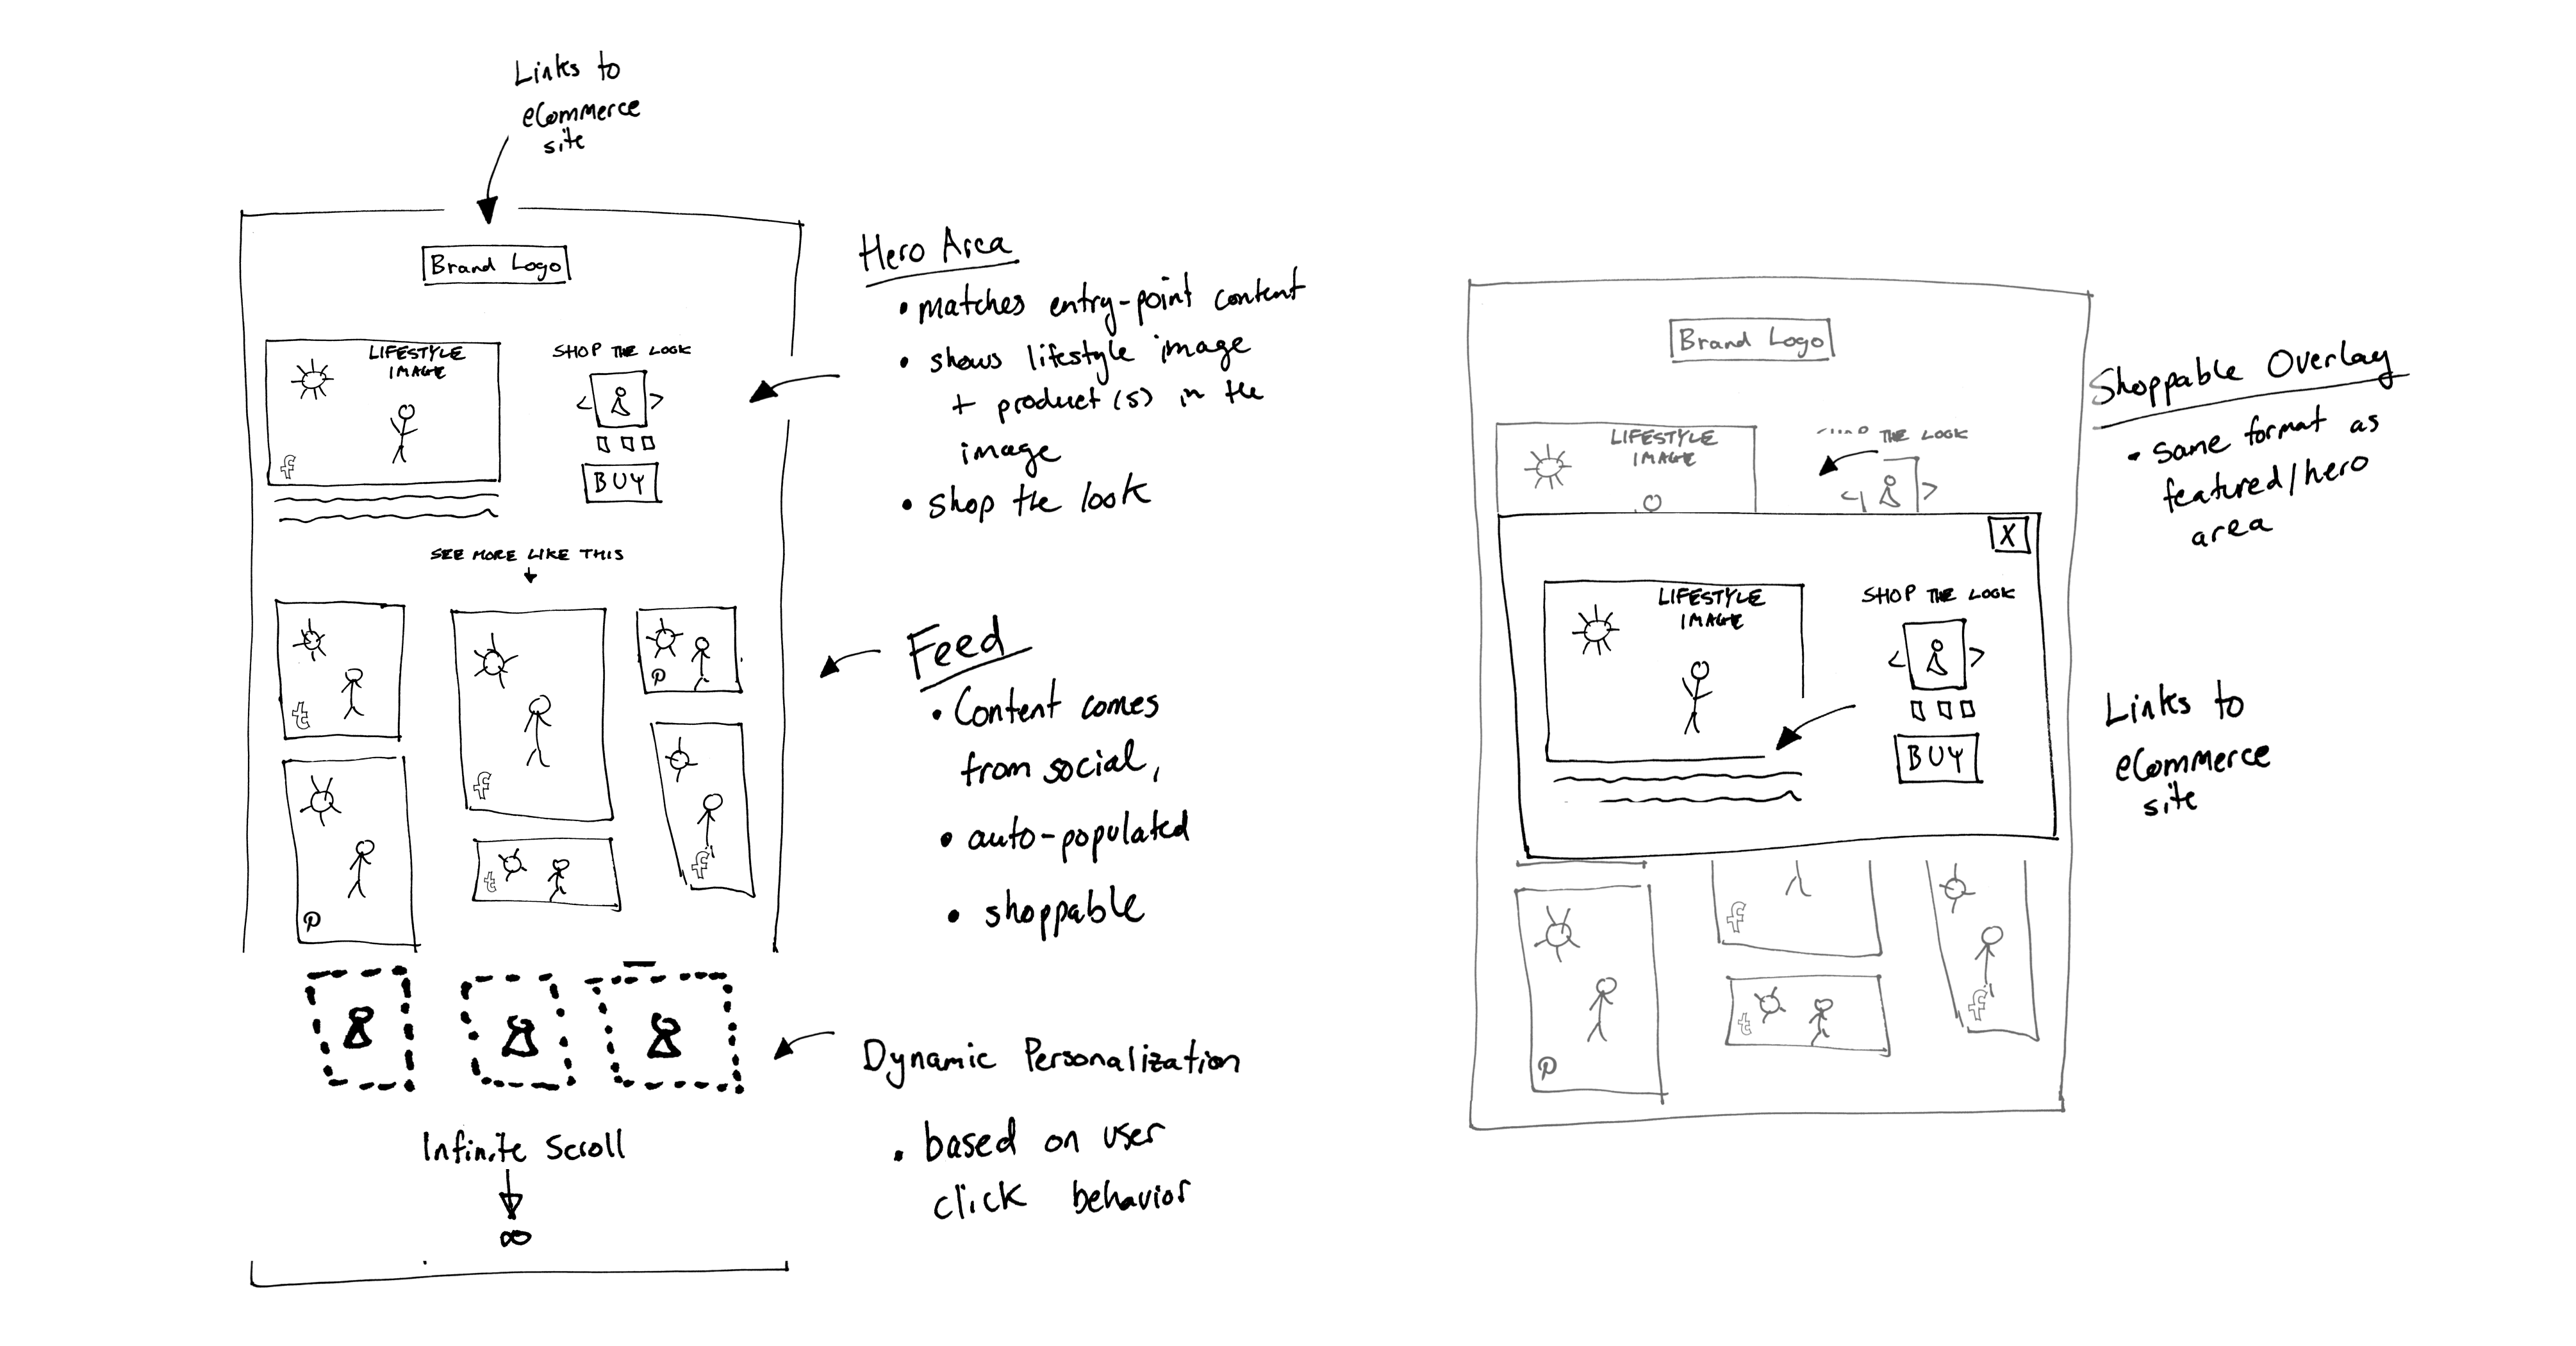 Links to
eCommerce
site
Brand Logo
LIFESTYLE
IMAGE
f
SHOP THE LOOK
< >
BUY
SEE MORE LIKE THIS
t
f
P
P
t
f
Infinite Scroll
∞
Hero Area
• matches entry-point content
• shows lifestyle image
+ product(s) in the
image
• shop the look
Feed
• Content comes
from social,
• auto-populated
• shoppable
Dynamic Personalization
• based on user
click behavior
Brand Logo
LIFESTYLE
IMAGE
THE LOOK
< >
X
LIFESTYLE
IMAGE
SHOP THE LOOK
< >
BUY
f
P
t
f
Shoppable Overlay
• Same format as
featured/hero
area
Links to
eCommerce
site